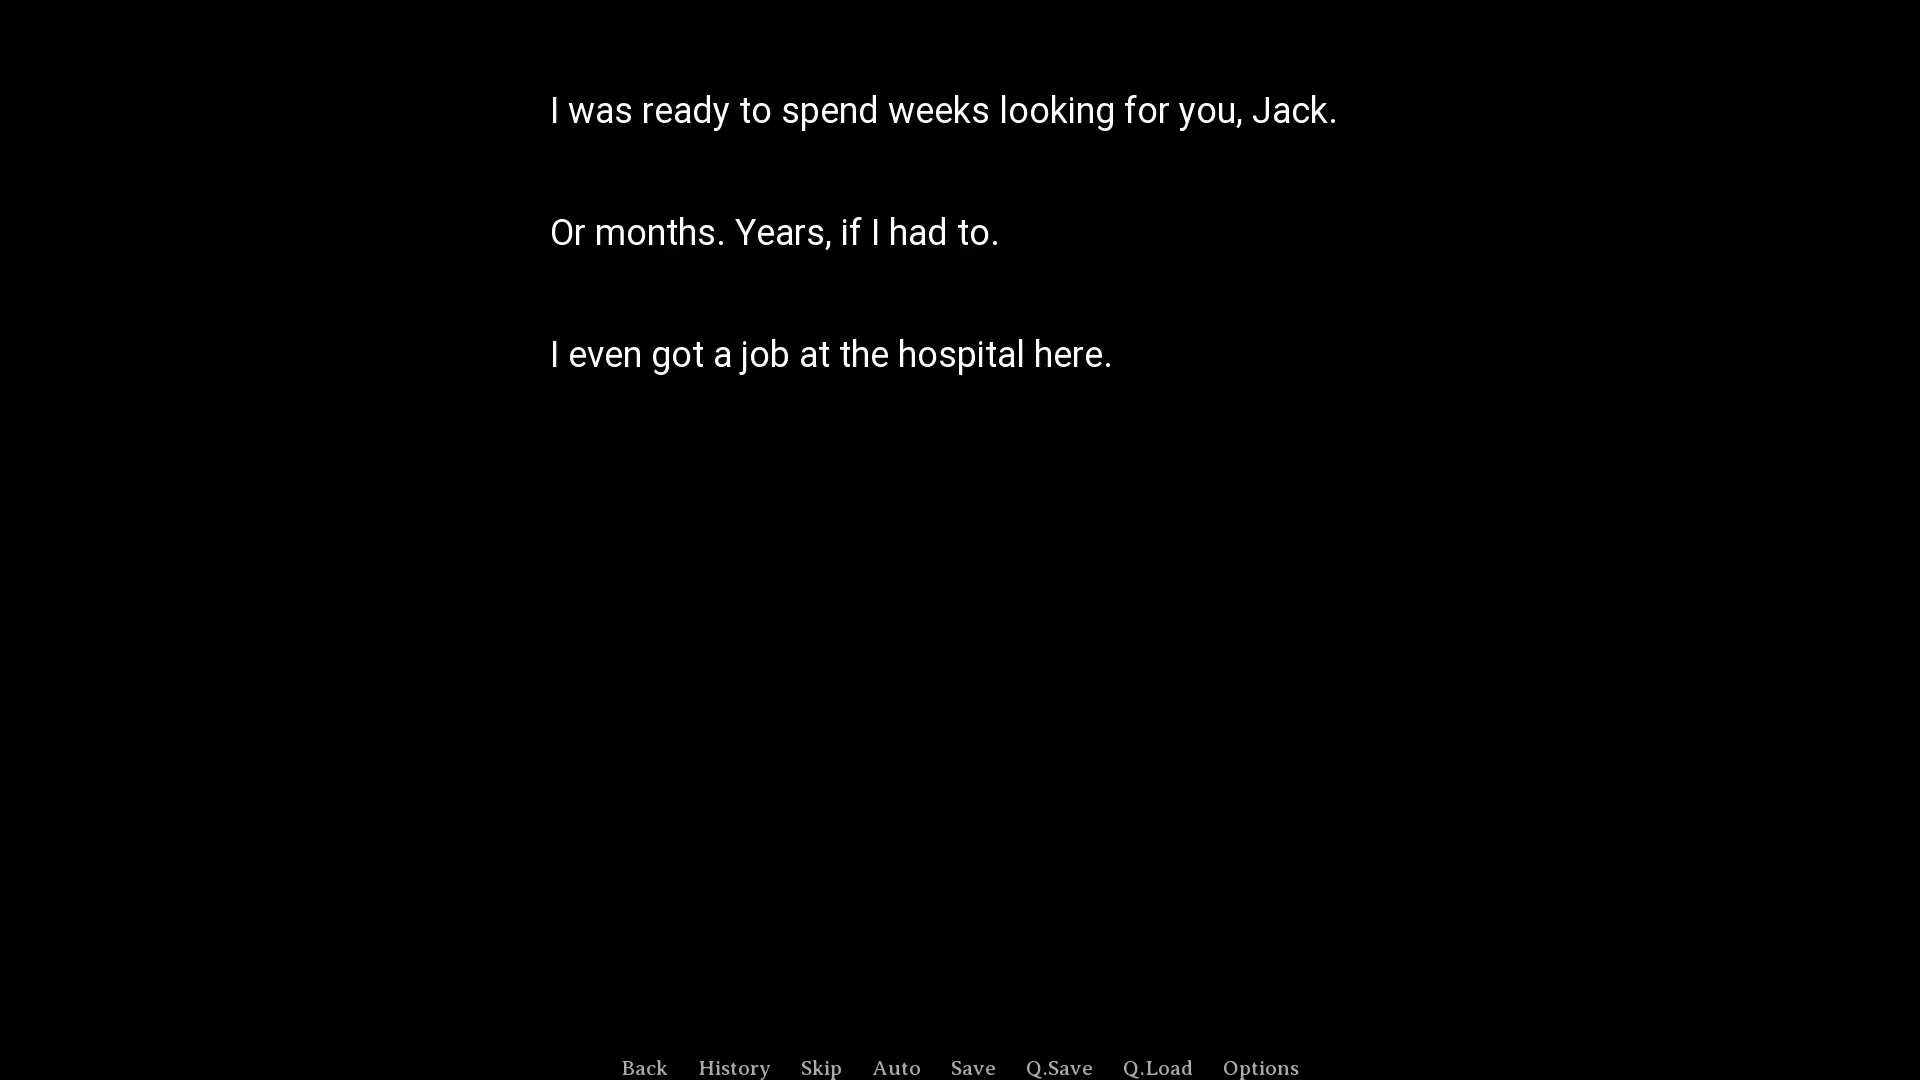 I was ready to spend weeks looking for you, Jack.
Or months. Years, if I had to.
I even got a job at the hospital here.
Back History Skip Auto Save Q.Save Q.Load Options